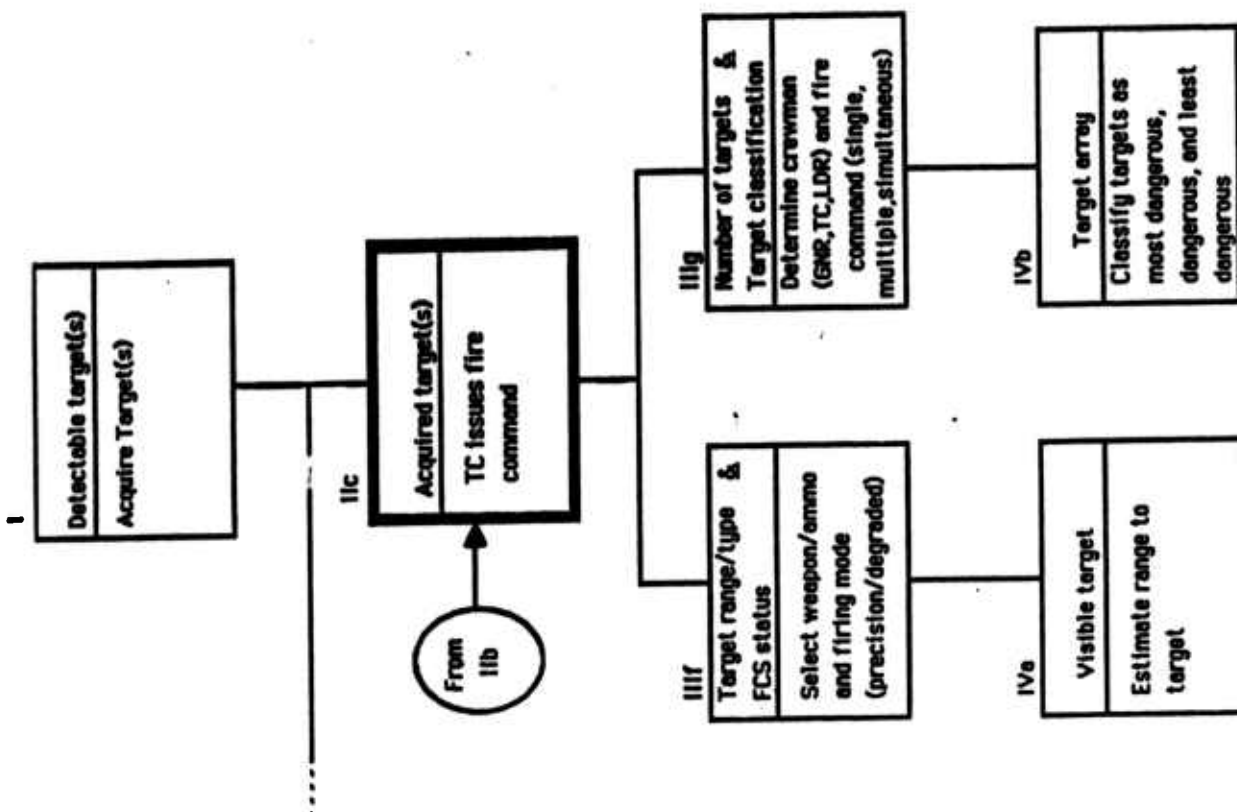 I
Detectable target(s)
Acquire Target(s)
IIc
Acquired target(s)
TC issues fire
command
From
IIb
IIIf
Target range/type &
FCS status
Select weapon/ammo
and firing mode
(precision/degraded)
IIIg
Number of targets &
Target classification
Determine crewman
(GNR,TC,LDR) and fire
command (single,
multiple,simultaneous)
IVa
Visible target
Estimate range to
target
IVb
Target array
Classify targets as
most dangerous,
dangerous, and least
dangerous